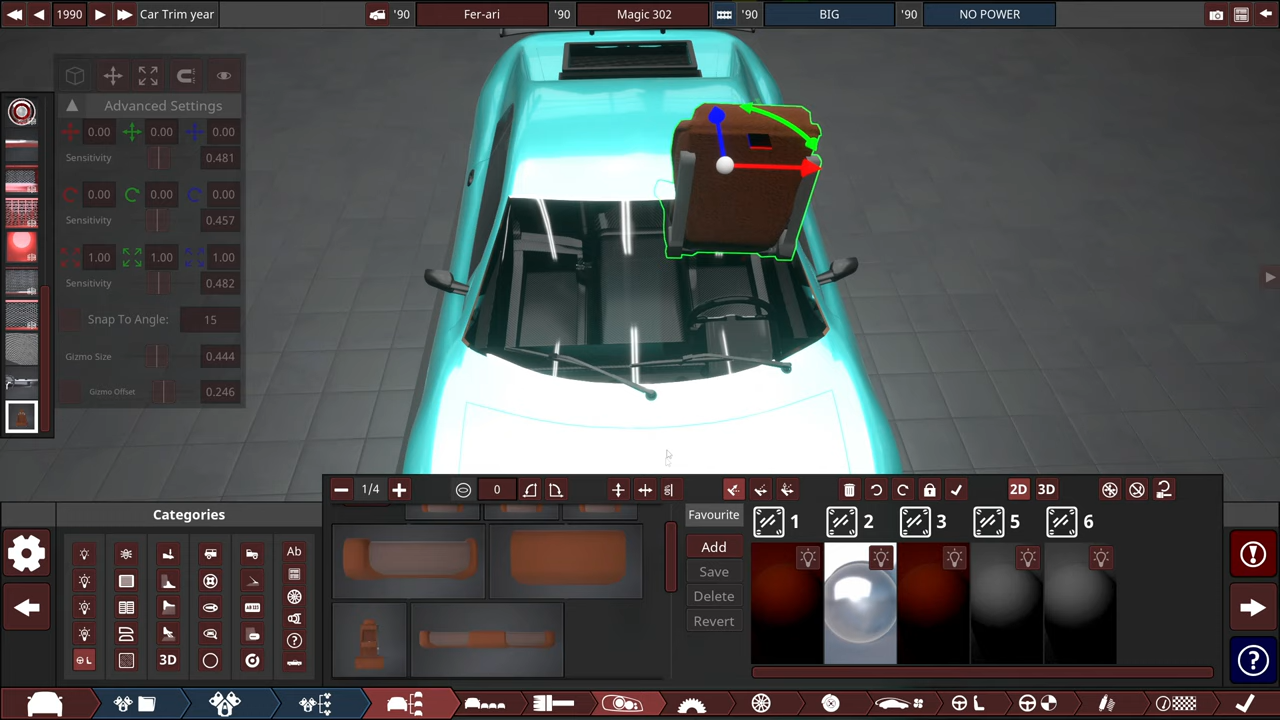 1990
Car Trim year
'90
Fer-ari
'90
Magic 302
'90
BIG
'90
NO POWER
Advanced Settings
0.00
0.00
0.00
Sensitivity
0.481
0.00
0.00
0.00
Sensitivity
0.457
1.00
1.00
1.00
Sensitivity
0.482
Snap To Angle:
15
Gizmo Size
0.444
Gizmo Offset
0.246
1/4
0
2D
3D
Categories
Ab
3D
L
Favourite
Add
Save
Delete
Revert
1
2
3
5
6